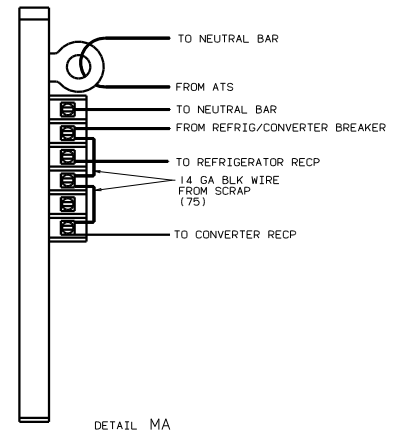 TO NEUTRAL BAR
FROM ATS
TO NEUTRAL BAR
FROM REFRIG/CONVERTER BREAKER
TO REFRIGERATOR RECP
14 GA BLK WIRE
FROM SCRAP
(75)
TO CONVERTER RECP
DETAIL MA